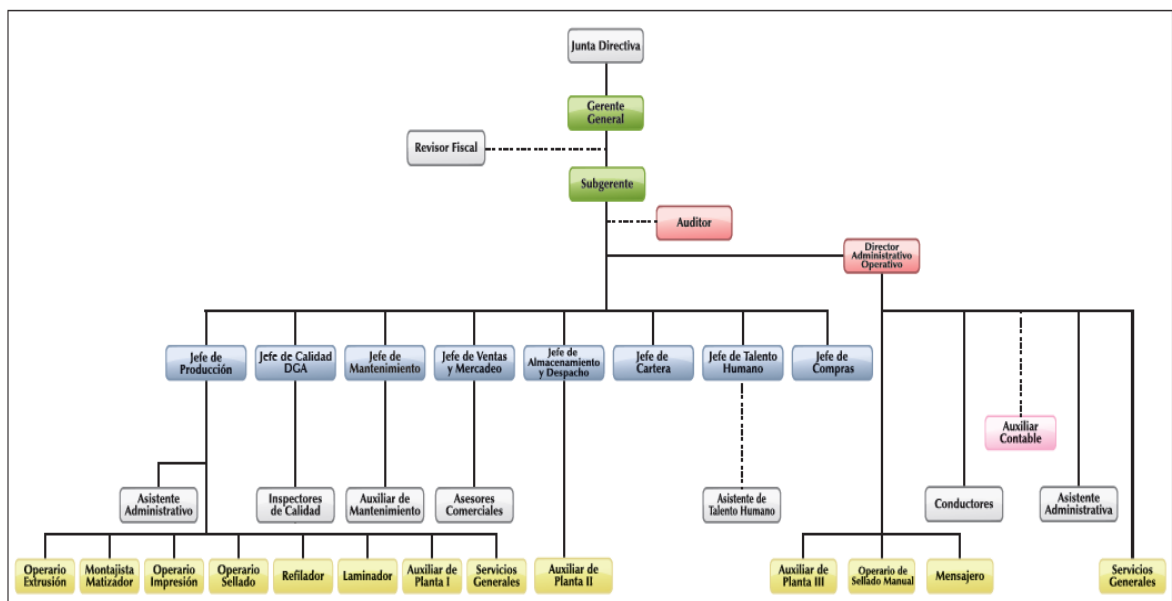 Junta Directiva
Gerente
General
Revisor Fiscal
Subgerente
Auditor
Director
Administrativo
Operativo
Jefe de
Producción
Jefe de Calidad
DGA
Jefe de
Mantenimiento
Jefe de Ventas
y Mercadeo
Jefe de
Almacenamiento
y Despacho
Jefe de
Cartera
Jefe de Talento
Humano
Jefe de
Compras
Auxiliar
Contable
Asistente
Administrativo
Inspectores
de Calidad
Auxiliar de
Mantenimiento
Asesores
Comerciales
Asistente de
Talento Humano
Conductores
Asistente
Administrativa
Operario
Extrusión
Montajista
Matizador
Operario
Impresión
Operario
Sellado
Refilador
Laminador
Auxiliar de
Planta I
Servicios
Generales
Auxiliar de
Planta II
Auxiliar de
Planta III
Operario de
Sellado Manual
Mensajero
Servicios
Generales